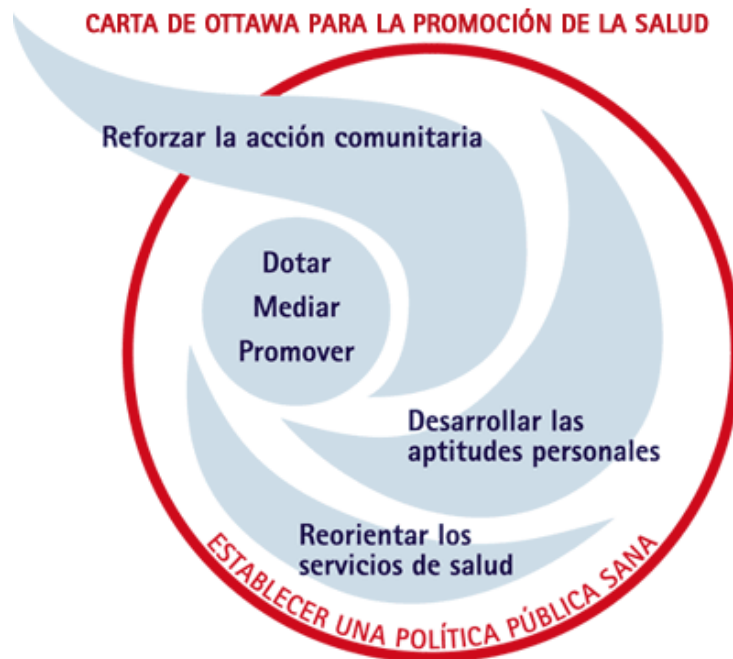 CARTA DE OTTAWA PARA LA PROMOCIÓN DE LA SALUD
Reforzar la acción comunitaria
Dotar
Mediar
Promover
Desarrollar las
aptitudes personales
Reorientar los
servicios de salud
ESTABLECER UNA POLÍTICA PÚBLICA SANA